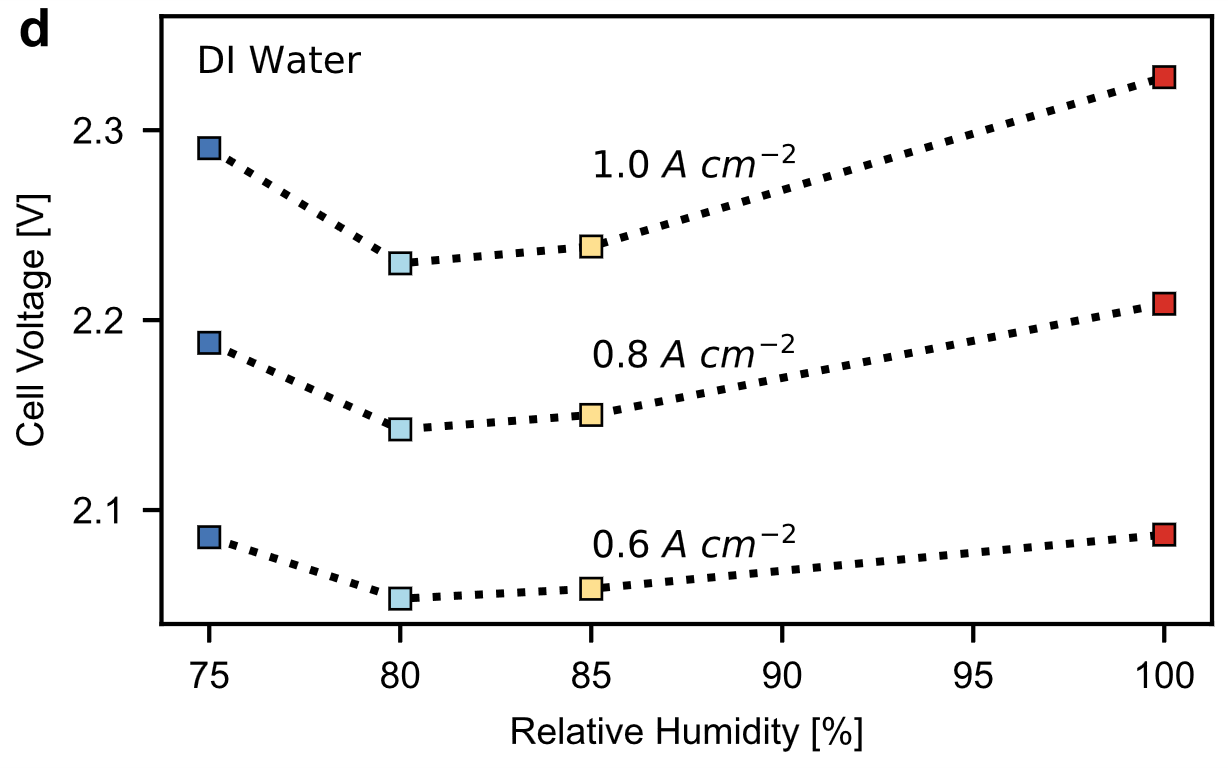 d
DI Water
2.3
2.2
2.1
Cell Voltage [V]
1.0 A cm⁻²
0.8 A cm⁻²
0.6 A cm⁻²
75 80 85 90 95 100
Relative Humidity [%]